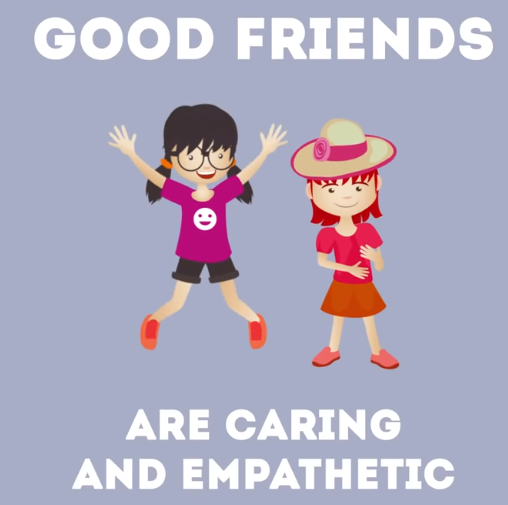 GOOD FRIENDS
ARE CARING
AND EMPATHETIC